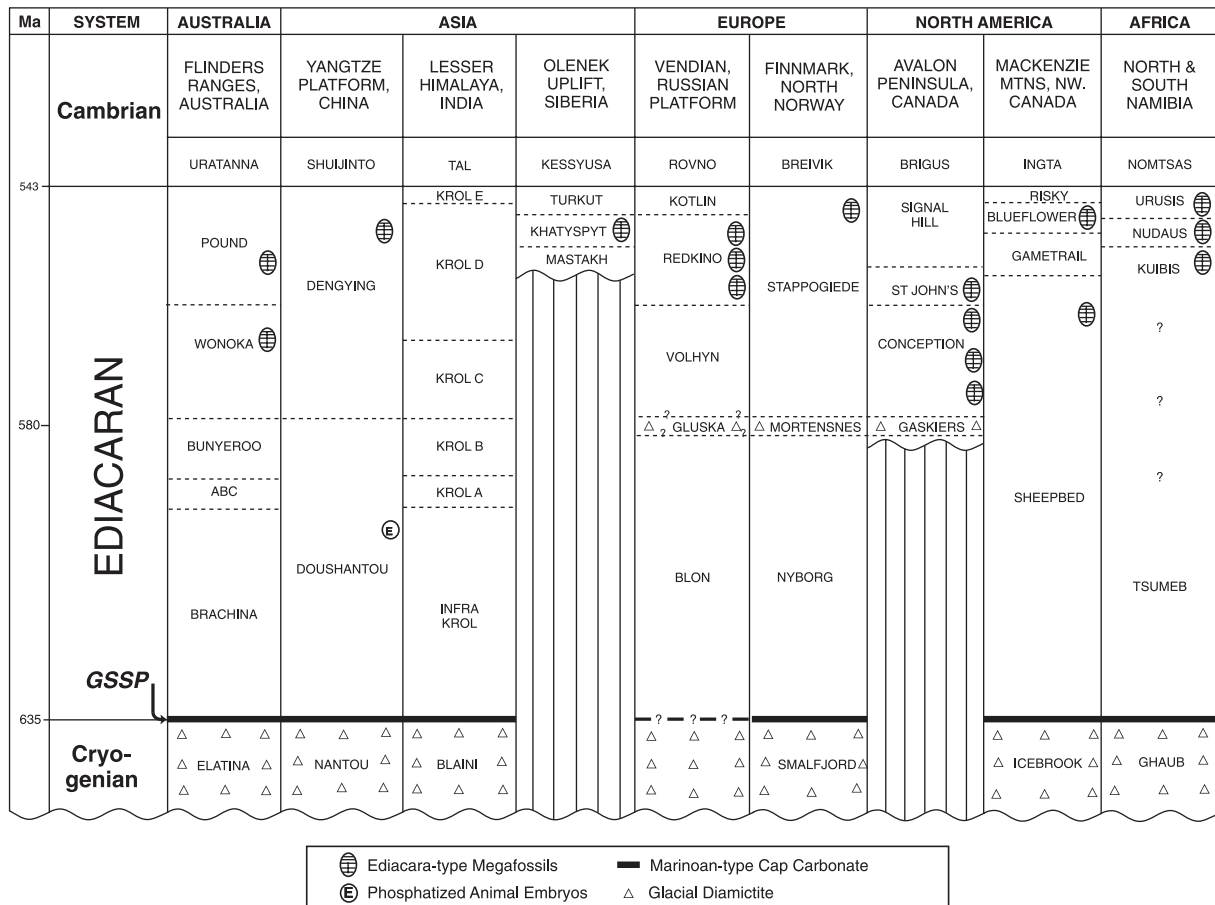 Ma SYSTEM AUSTRALIA ASIA EUROPE NORTH AMERICA AFRICA
Cambrian
FLINDERS
RANGES,
AUSTRALIA
YANGTZE
PLATFORM,
CHINA
LESSER
HIMALAYA,
INDIA
OLENEK
UPLIFT,
SIBERIA
VENDIAN,
RUSSIAN
PLATFORM
FINNMARK,
NORTH
NORWAY
AVALON
PENINSULA,
CANADA
MACKENZIE
MTNS, NW.
CANADA
NORTH &
SOUTH
NAMIBIA
URATANNA SHUIJINTO TAL KESSYUSA ROVNO BREIVIK BRIGUS INGTA NOMTSAS
543
EDIACARAN
580
GSSP
635
Cryo-
genian
POUND
WONOKA
BUNYEROO
ABC
BRACHINA
ELATINA
DENGYING
DOUSHANTOU
E
NANTOU
KROL E
KROL D
KROL C
KROL B
KROL A
INFRA
KROL
BLAINI
TURKUT
KHATYSPYT
MASTAKH
KOTLIN
REDKINO
VOLHYN
? ?
? GLUSKA ?
BLON
? ? ?
STAPPOGIEDE
MORTENSNES
NYBORG
SMALFJORD
SIGNAL
HILL
ST JOHN'S
CONCEPTION
GASKIERS
RISKY
BLUEFLOWER
GAMETRAIL
SHEEPBED
ICEBROOK
URUSIS
NUDAUS
KUIBIS
?
?
?
TSUMEB
GHAUB
Ediacara-type Megafossils
Marinoan-type Cap Carbonate
E Phosphatized Animal Embryos
Glacial Diamictite